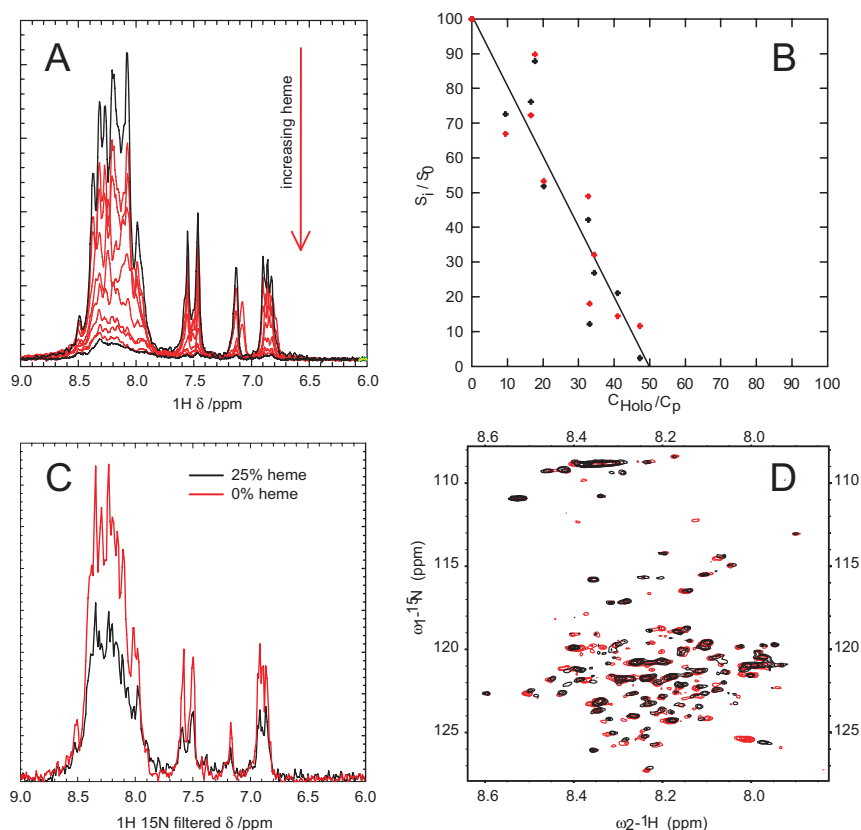 A
increasing heme
9.0 8.5 8.0 7.5 7.0 6.5 6.0
1H δ /ppm
B
100
90
80
70
60
50
40
30
20
10
0
S_i / S_0
0 10 20 30 40 50 60 70 80 90 100
C_Holo/C_p
C
25% heme
0% heme
9.0 8.5 8.0 7.5 7.0 6.5 6.0
1H 15N filtered δ /ppm
D
8.6 8.4 8.2 8.0
110 110
115 115
120 120
125 125
ω1-15N (ppm)
8.6 8.4 8.2 8.0
ω2-1H (ppm)